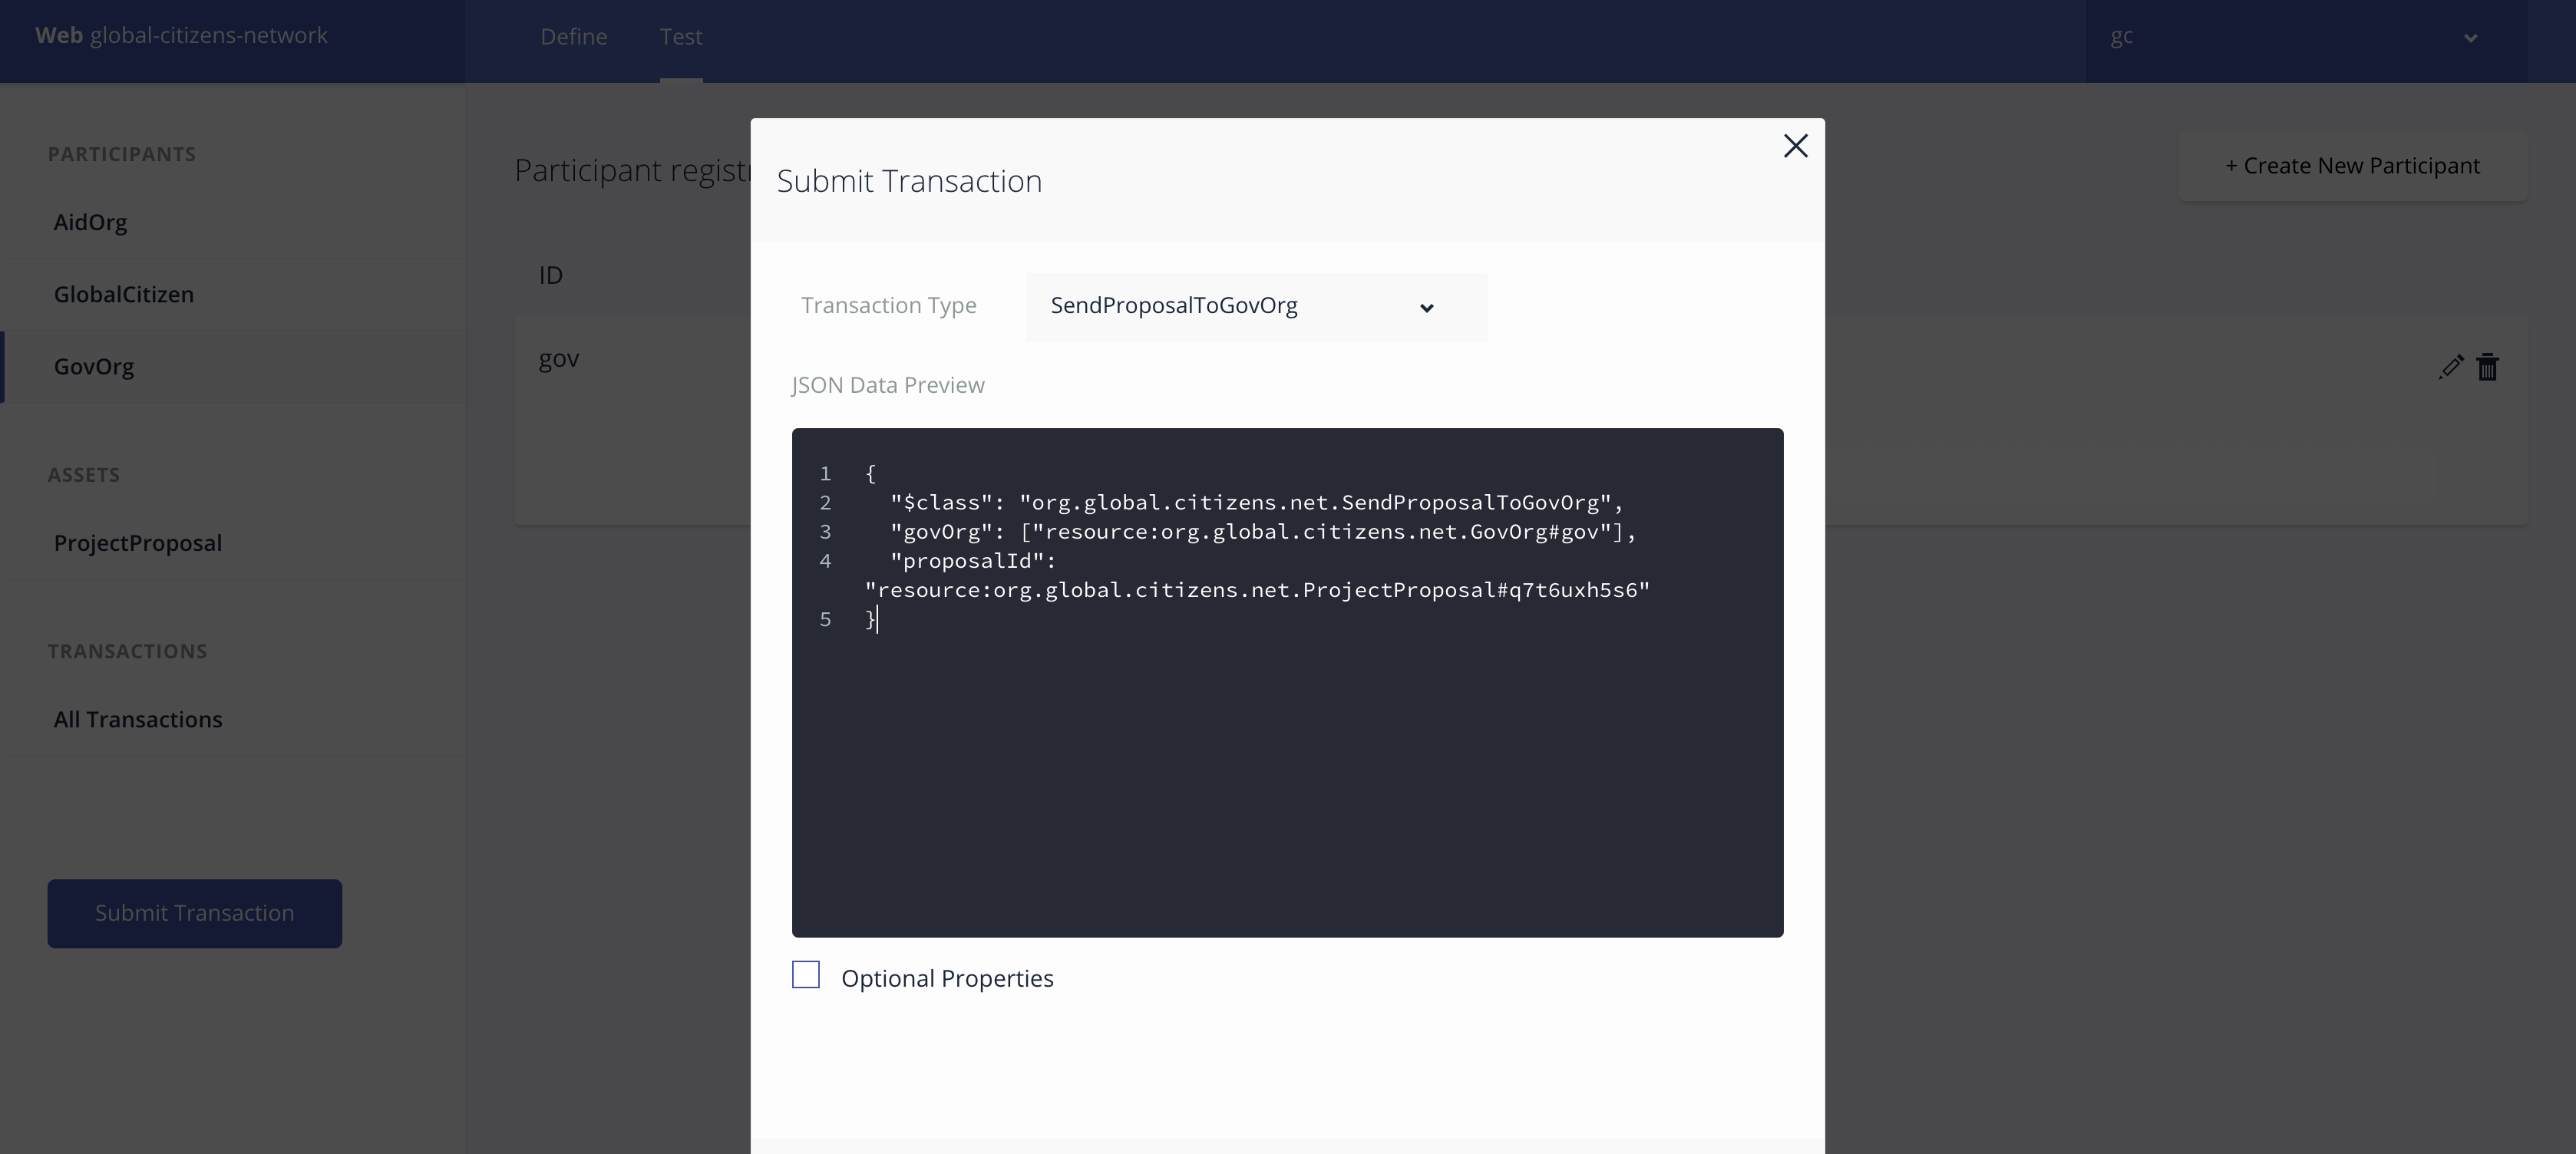 Web global-citizens-network
Define
Test
gc
PARTICIPANTS
AidOrg
GlobalCitizen
GovOrg
ASSETS
ProjectProposal
TRANSACTIONS
All Transactions
Submit Transaction
Participant registr
+ Create New Participant
ID
gov
Submit Transaction
Transaction Type
SendProposalToGovOrg
JSON Data Preview
1 {
2 "$class": "org.global.citizens.net.SendProposalToGovOrg",
3 "govOrg": ["resource:org.global.citizens.net.GovOrg#gov"],
4 "proposalId":
"resource:org.global.citizens.net.ProjectProposal#q7t6uxh5s6"
5 }
Optional Properties